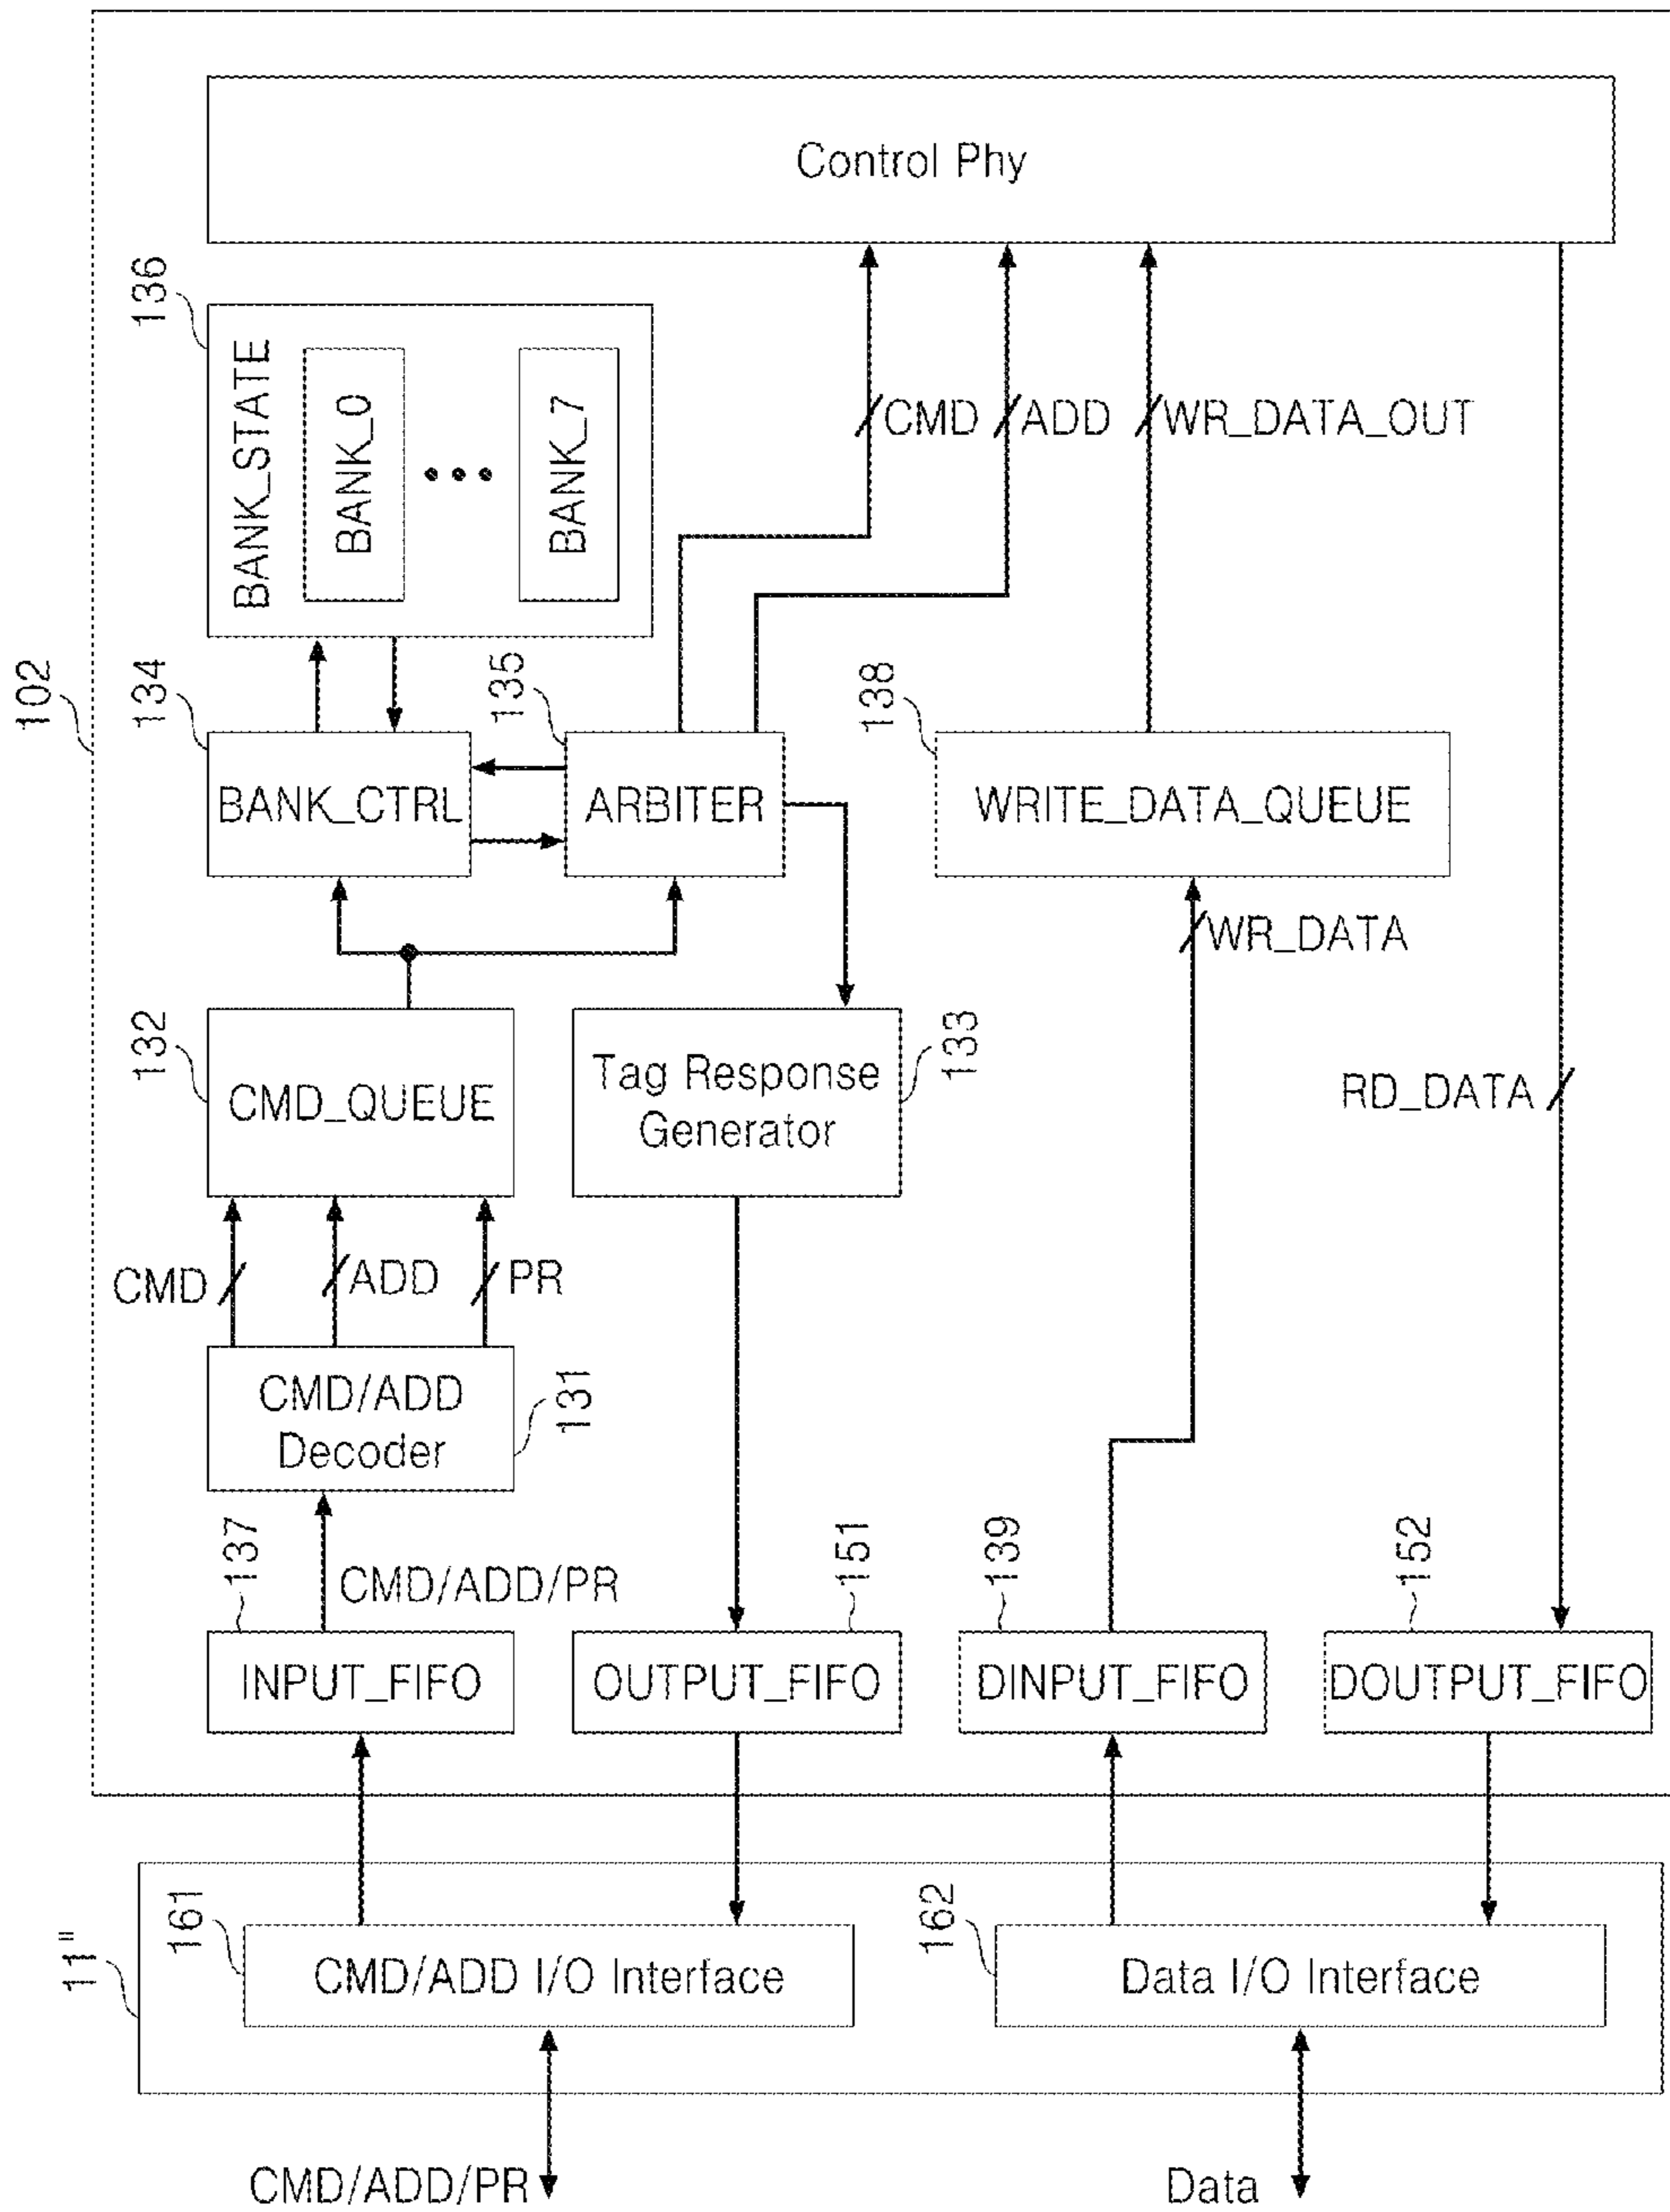 102
Control Phy
136
BANK_STATE
BANK_0
BANK_7
CMD
ADD
WR_DATA_OUT
134
135
138
BANK_CTRL
ARBITER
WRITE_DATA_QUEUE
WR_DATA
132
133
CMD_QUEUE
Tag Response
Generator
RD_DATA
CMD
ADD
PR
CMD/ADD
Decoder
131
137
CMD/ADD/PR
151
139
152
INPUT_FIFO
OUTPUT_FIFO
DINPUT_FIFO
DOUTPUT_FIFO
11"
161
162
CMD/ADD I/O Interface
Data I/O Interface
CMD/ADD/PR
Data